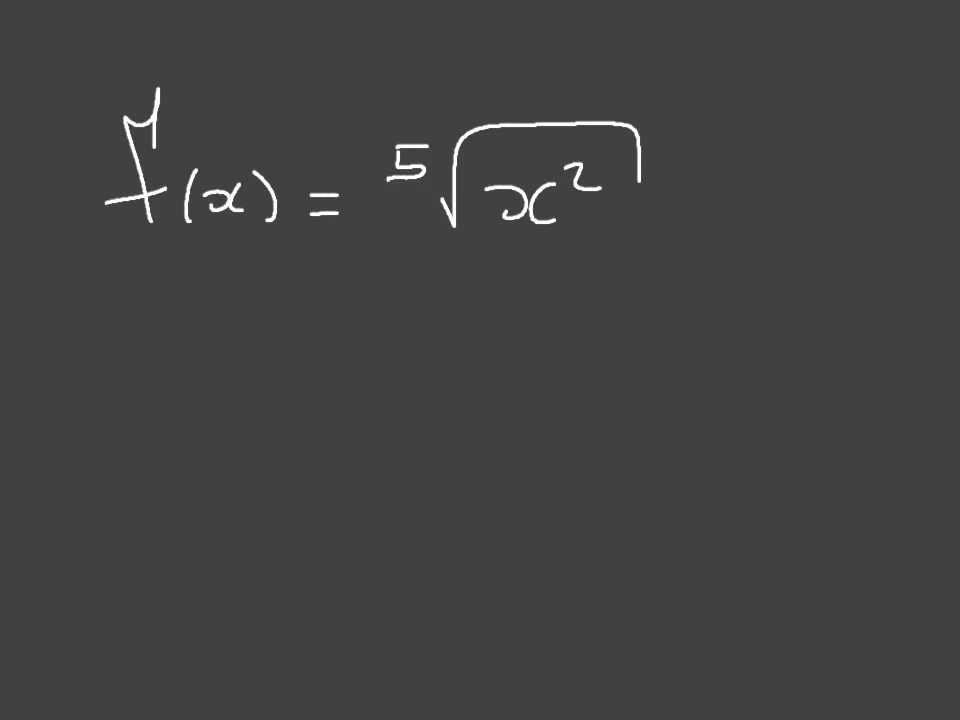 f(x) = ⁵√x²